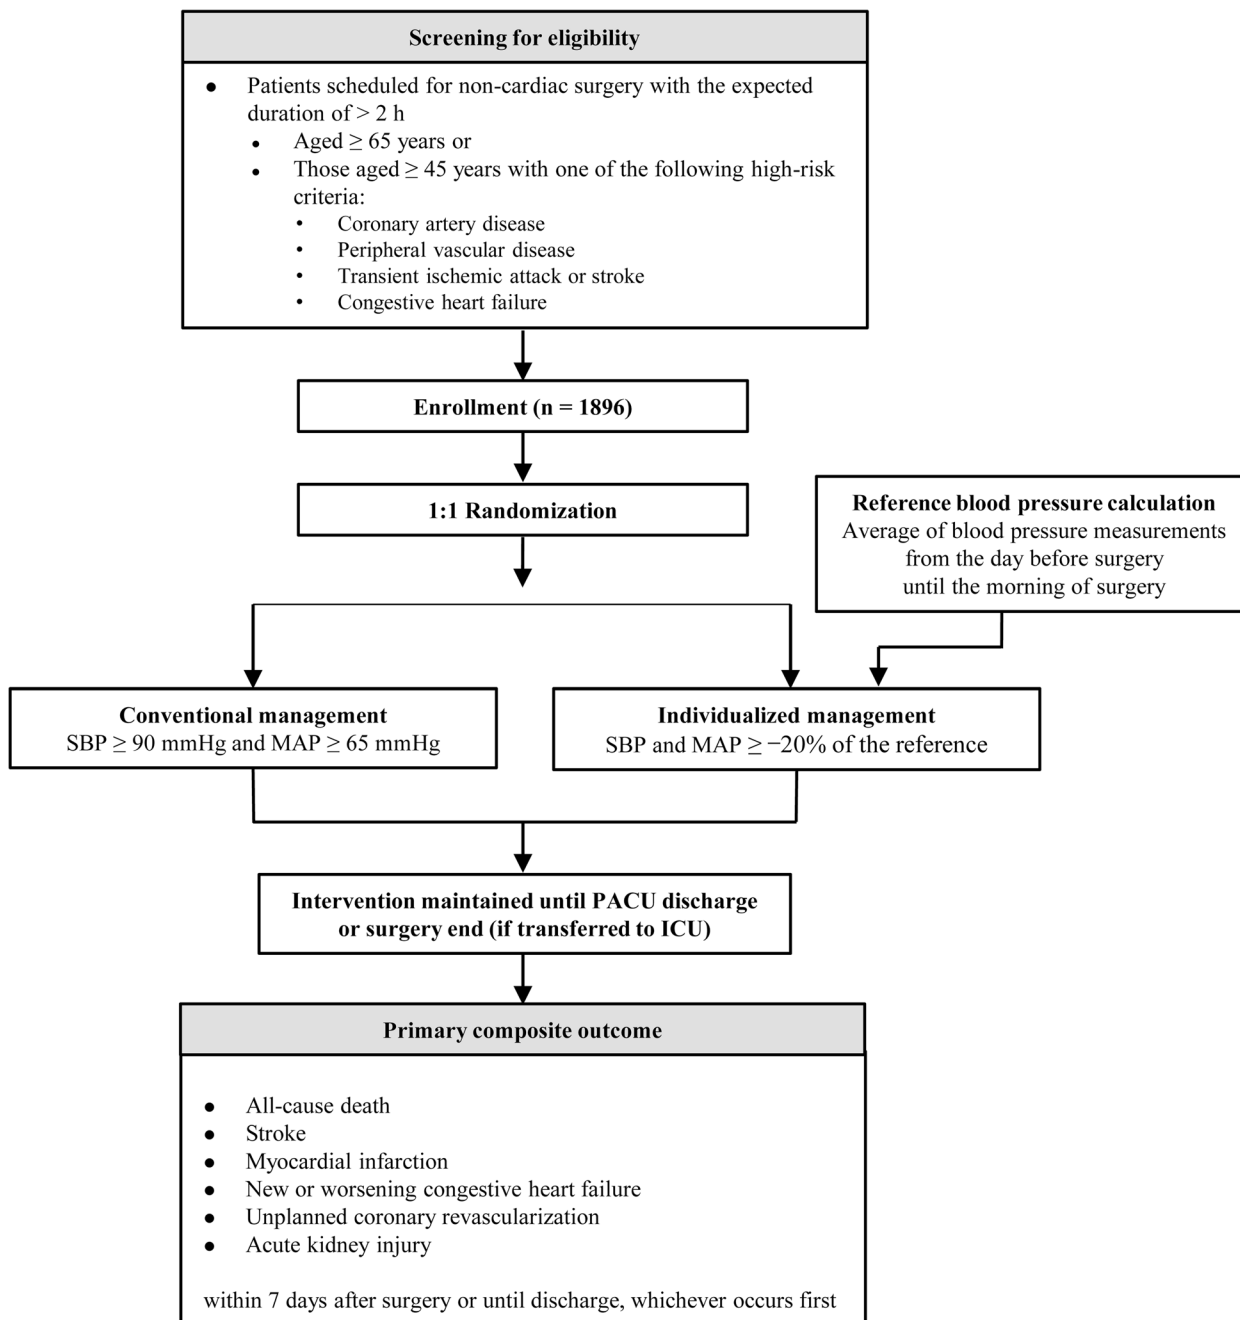 Screening for eligibility
● Patients scheduled for non-cardiac surgery with the expected
duration of > 2 h
• Aged ≥ 65 years or
• Those aged ≥ 45 years with one of the following high-risk
criteria:
• Coronary artery disease
• Peripheral vascular disease
• Transient ischemic attack or stroke
• Congestive heart failure
Enrollment (n = 1896)
1:1 Randomization
Reference blood pressure calculation
Average of blood pressure measurements
from the day before surgery
until the morning of surgery
Conventional management
SBP ≥ 90 mmHg and MAP ≥ 65 mmHg
Individualized management
SBP and MAP ≥ −20% of the reference
Intervention maintained until PACU discharge
or surgery end (if transferred to ICU)
Primary composite outcome
● All-cause death
● Stroke
● Myocardial infarction
● New or worsening congestive heart failure
● Unplanned coronary revascularization
● Acute kidney injury
within 7 days after surgery or until discharge, whichever occurs first